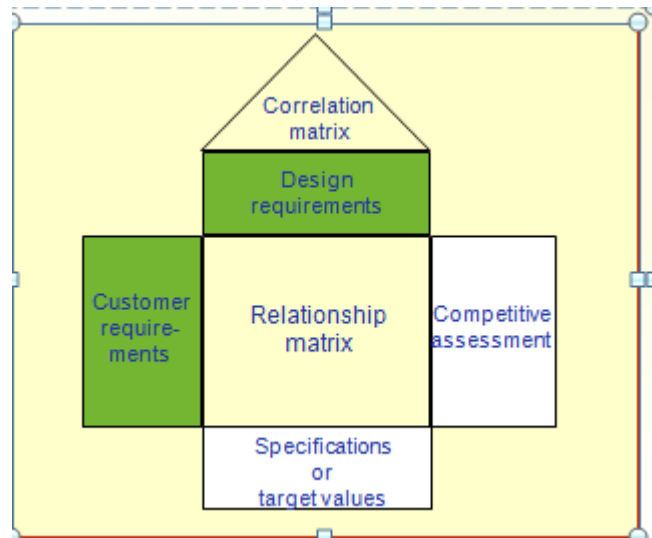 Correlation
matrix
Design
requirements
Customer
require-
ments
Relationship
matrix
Competitive
assessment
Specifications
or
target values